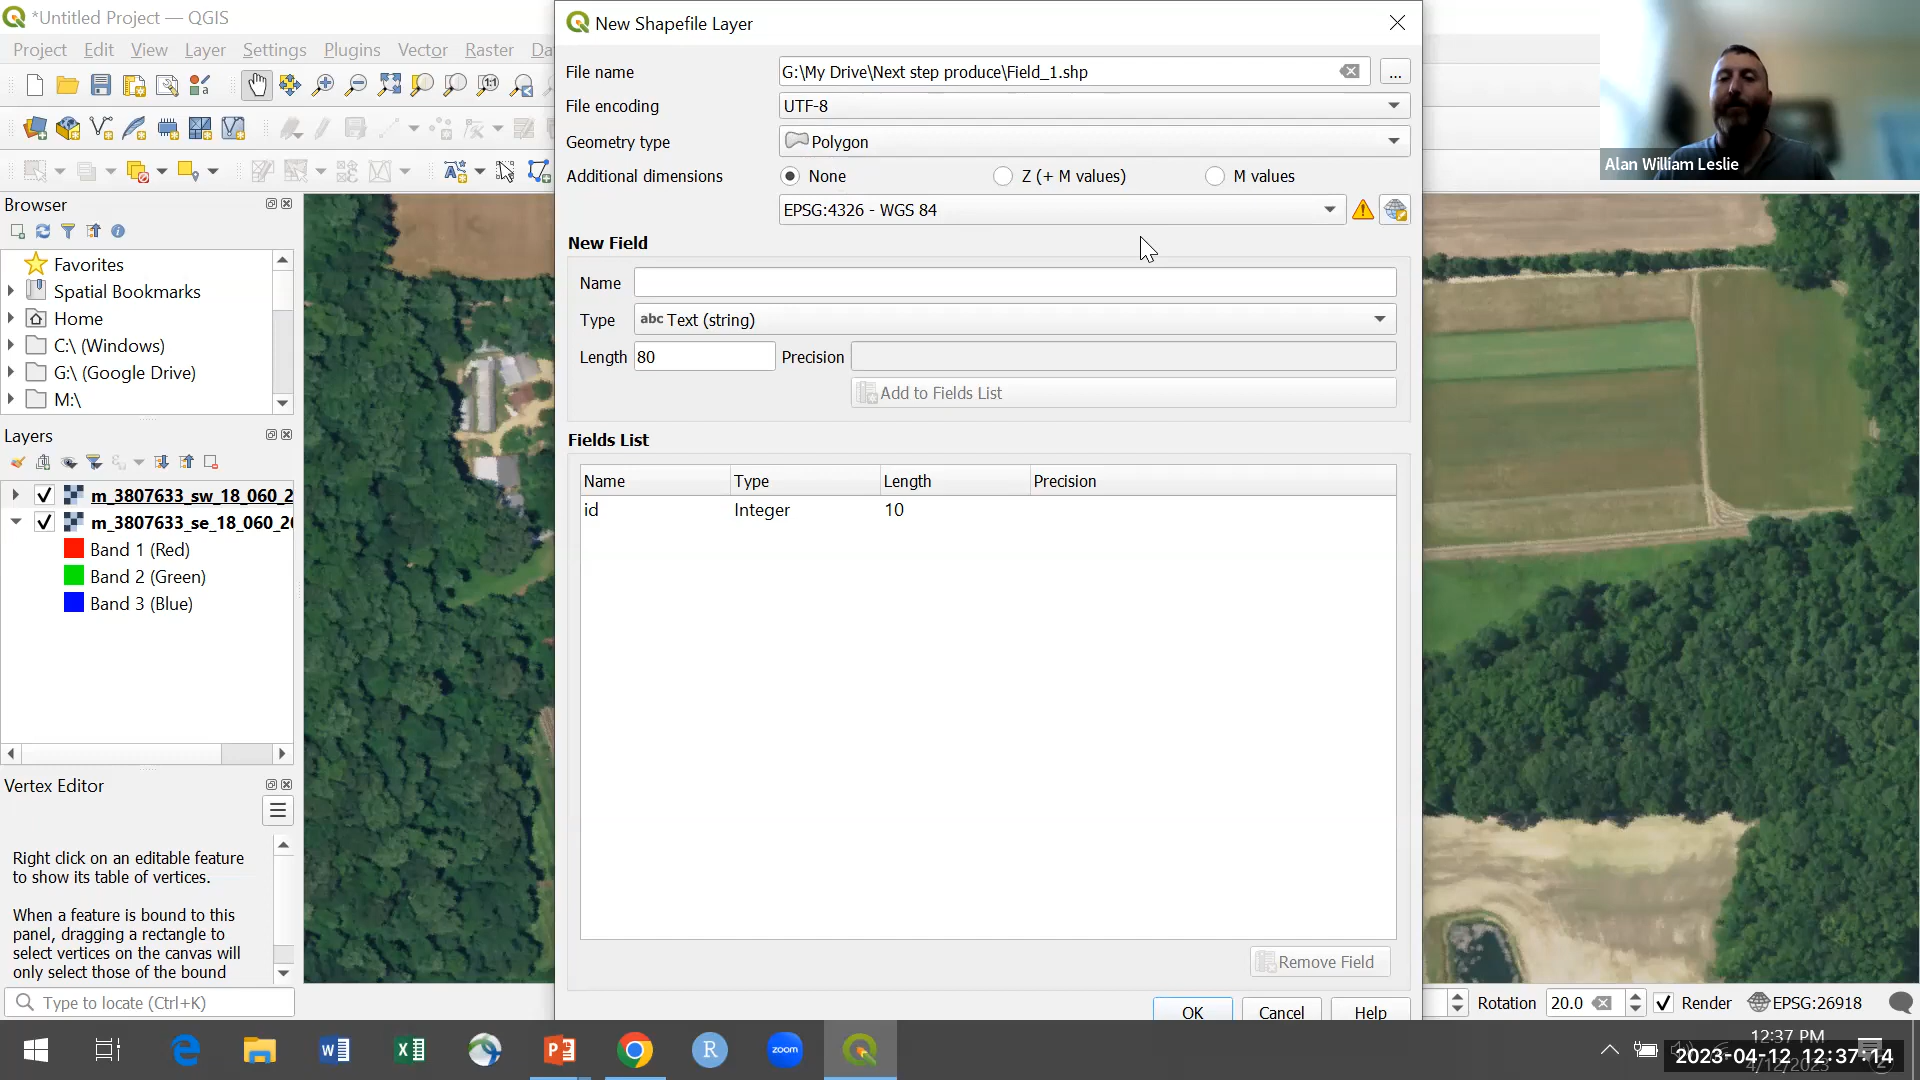 *Untitled Project — QGIS
Project Edit View Layer Settings Plugins Vector Raster Da
Browser
Favorites
Spatial Bookmarks
Home
C:\ (Windows)
G:\ (Google Drive)
M:\
Layers
m_3807633_sw_18_060_2
m_3807633_se_18_060_20
Band 1 (Red)
Band 2 (Green)
Band 3 (Blue)
Vertex Editor
Right click on an editable feature
to show its table of vertices.
When a feature is bound to this
panel, dragging a rectangle to
select vertices on the canvas will
only select those of the bound
Type to locate (Ctrl+K)
New Shapefile Layer
File name G:\My Drive\Next step produce\Field_1.shp ...
File encoding UTF-8
Geometry type Polygon
Additional dimensions None Z (+ M values) M values
EPSG:4326 - WGS 84
New Field
Name
Type abc Text (string)
Length 80 Precision
Add to Fields List
Fields List
Name Type Length Precision
id Integer 10
Remove Field
OK Cancel Help
Alan William Leslie
Rotation 20.0 Render EPSG:26918
zoom
12:37 PM
2023-04-12 12:37:14
4/12/2023